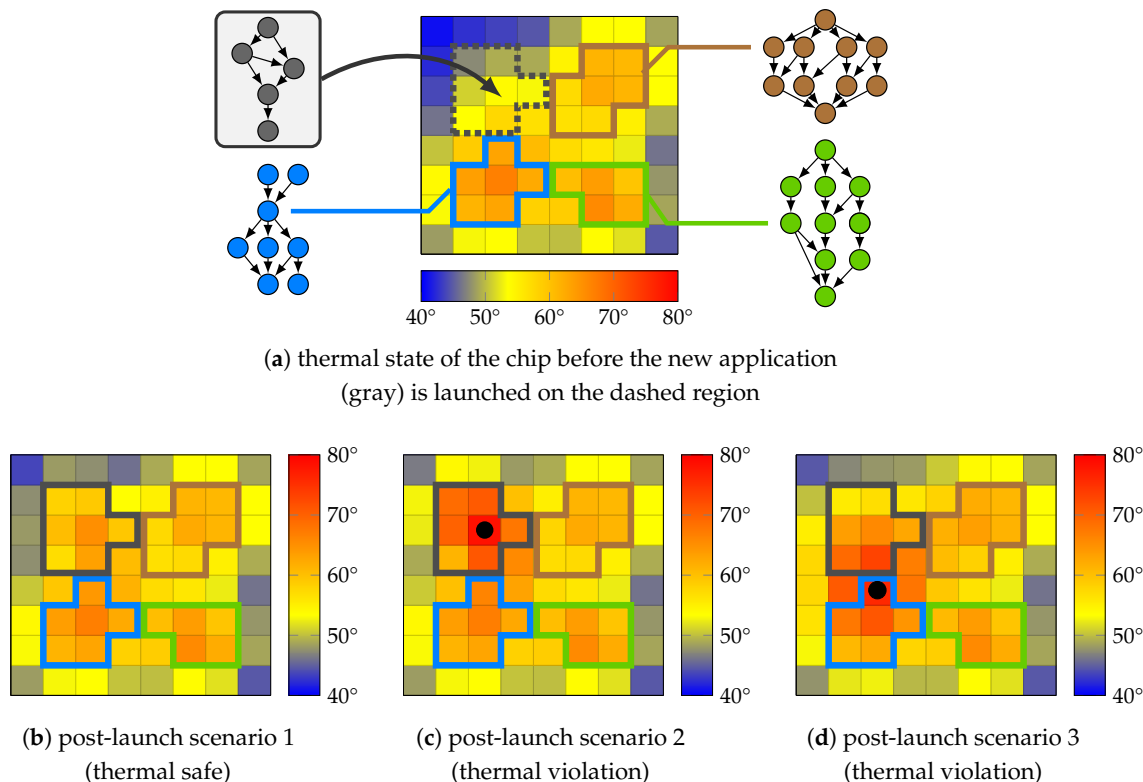 40° 50° 60° 70° 80°
(a) thermal state of the chip before the new application
(gray) is launched on the dashed region
80° 80° 80°
70° 70° 70°
60° 60° 60°
50° 50° 50°
40° 40° 40°
(b) post-launch scenario 1
(thermal safe)
(c) post-launch scenario 2
(thermal violation)
(d) post-launch scenario 3
(thermal violation)